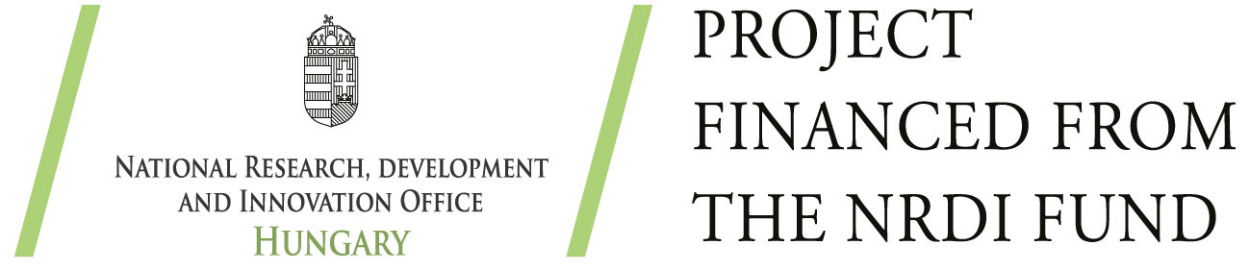 NATIONAL RESEARCH, DEVELOPMENT
AND INNOVATION OFFICE
HUNGARY
PROJECT
FINANCED FROM
THE NRDI FUND